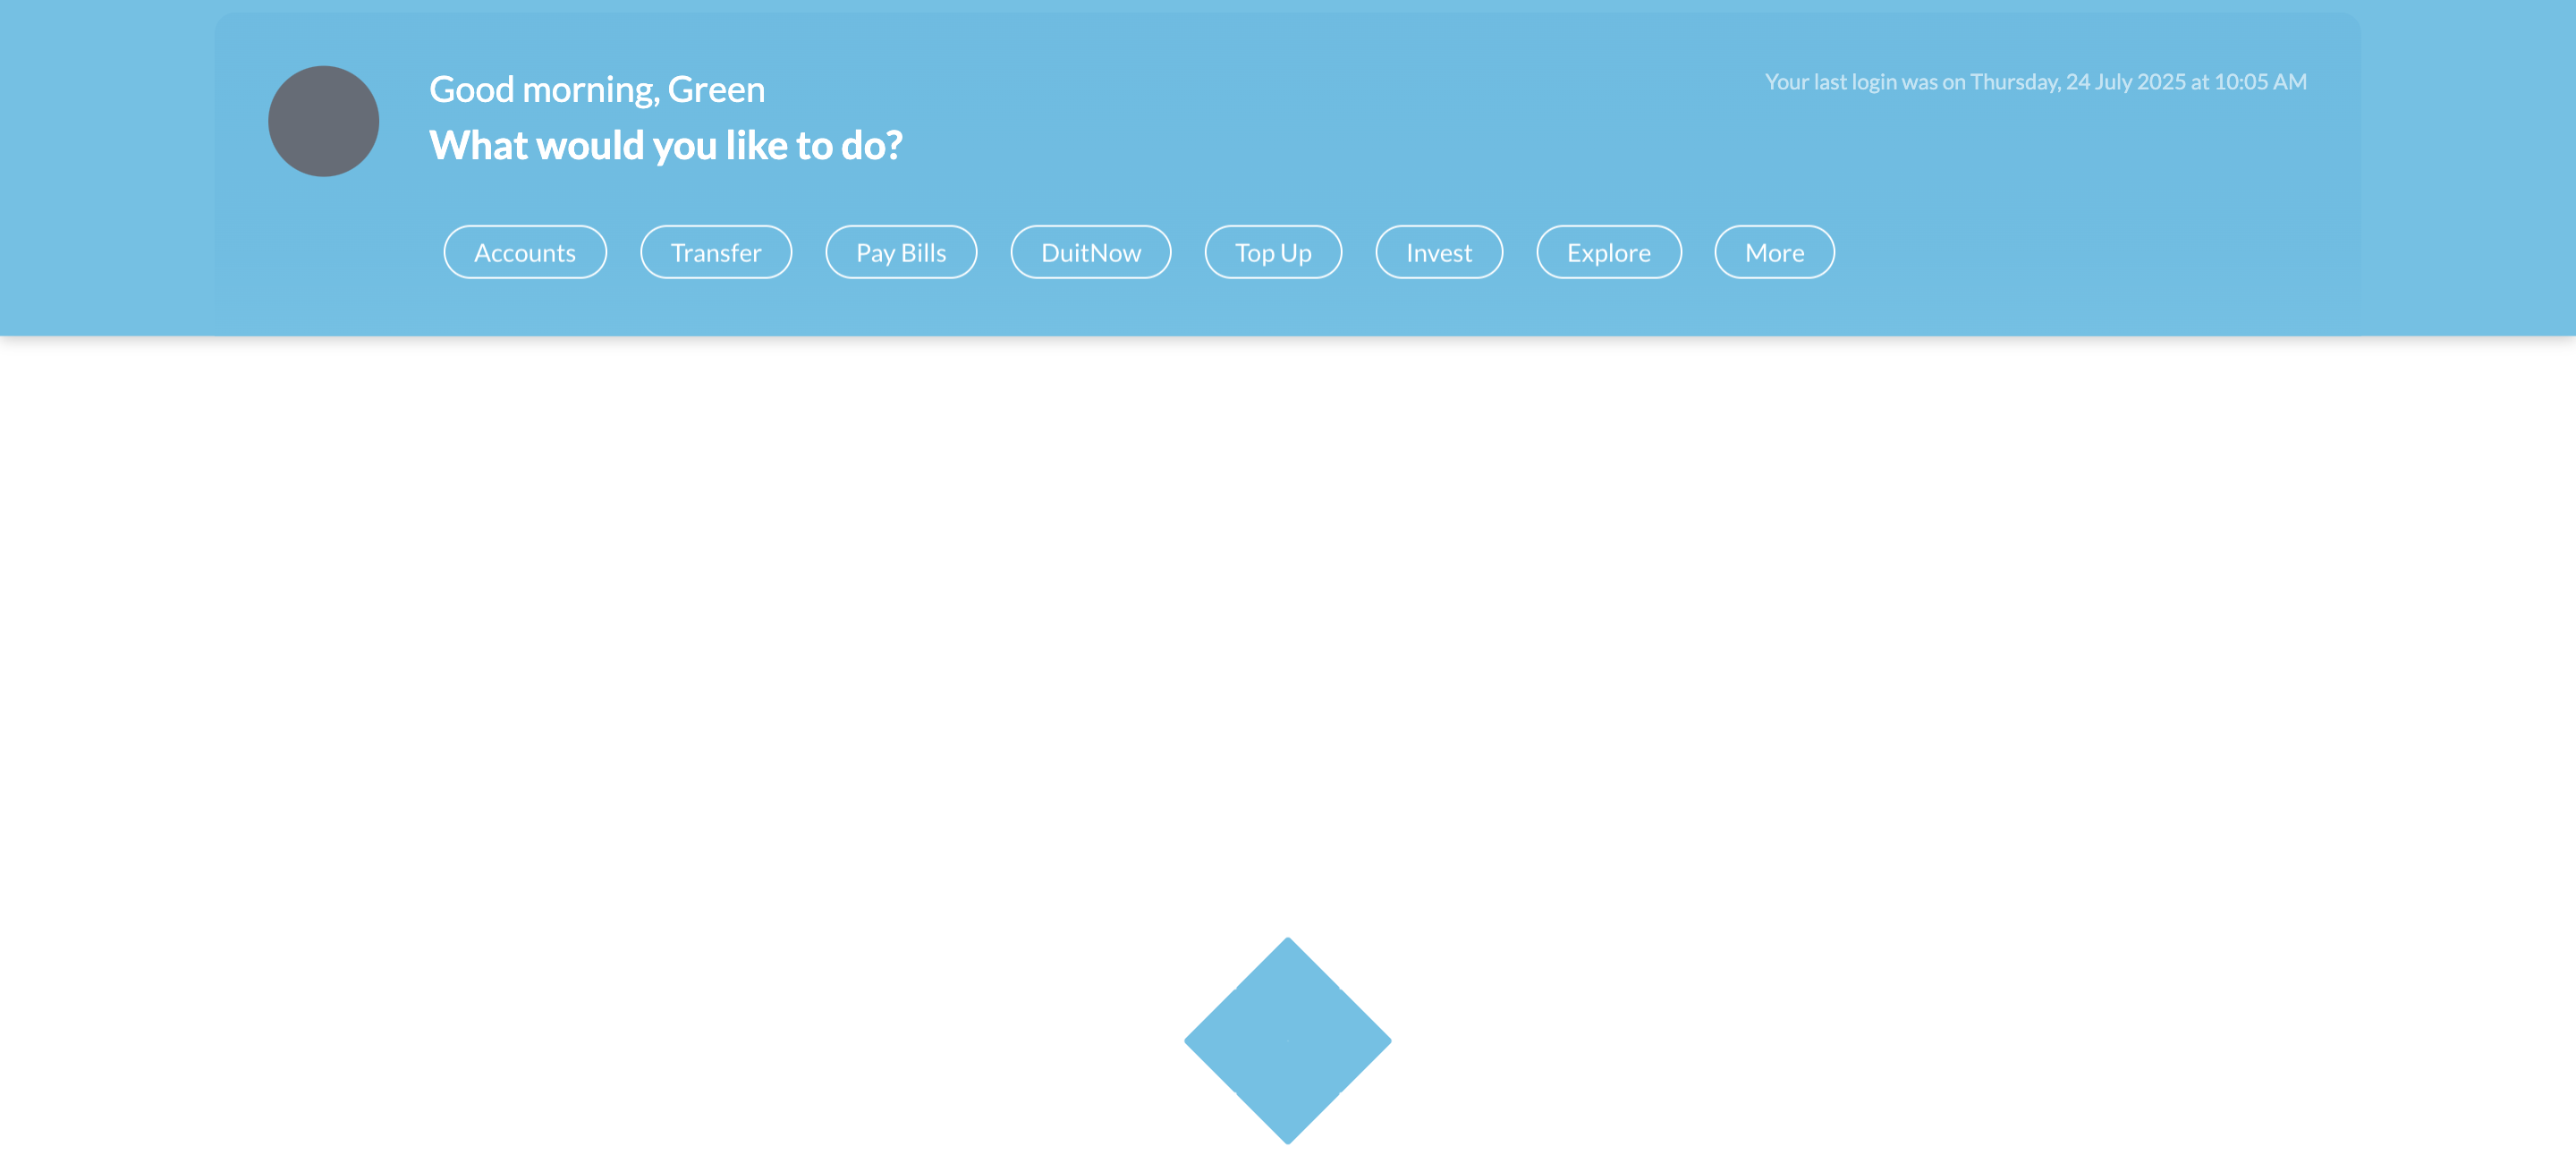 Good morning, Green
Your last login was on Thursday, 24 July 2025 at 10:05 AM
What would you like to do?
Accounts
Transfer
Pay Bills
DuitNow
Top Up
Invest
Explore
More